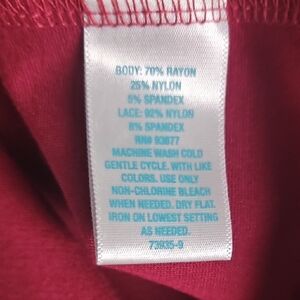 BODY: 70% RAYON
25% NYLON
5% SPANDEX
LACE: 92% NYLON
8% SPANDEX
RN# 93677
MACHINE WASH COLD
GENTLE CYCLE. WITH LIKE
COLORS. USE ONLY
NON-CHLORINE BLEACH
WHEN NEEDED. DRY FLAT.
IRON ON LOWEST SETTING
AS NEEDED.
73935-9